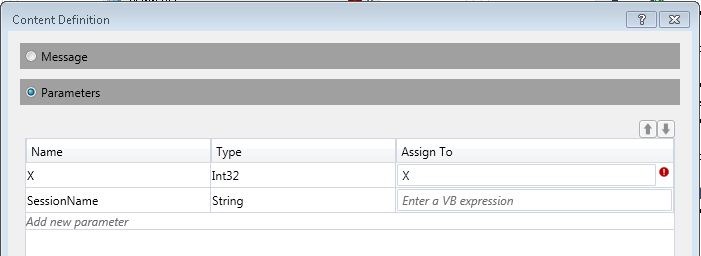 Content Definition
Message
Parameters
Name Type Assign To
X Int32 X
SessionName String Enter a VB expression
Add new parameter